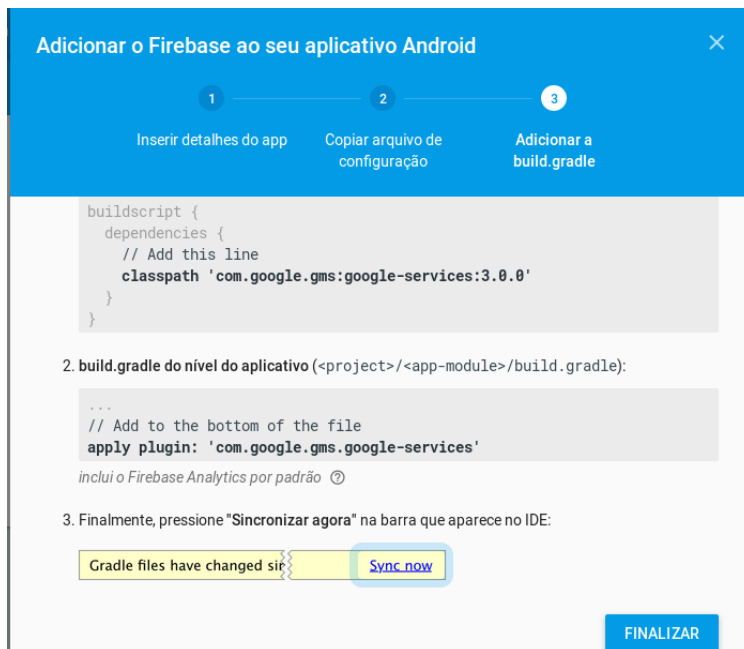 Adicionar o Firebase ao seu aplicativo Android
1
2
3
Inserir detalhes do app
Copiar arquivo de
configuração
Adicionar a
build.gradle
buildscript {
dependencies {
// Add this line
classpath 'com.google.gms:google-services:3.0.0'
}
}
2. build.gradle do nível do aplicativo (<project>/<app-module>/build.gradle):
...
// Add to the bottom of the file
apply plugin: 'com.google.gms.google-services'
inclui o Firebase Analytics por padrão ?
3. Finalmente, pressione "Sincronizar agora" na barra que aparece no IDE:
Gradle files have changed sin Sync now
FINALIZAR